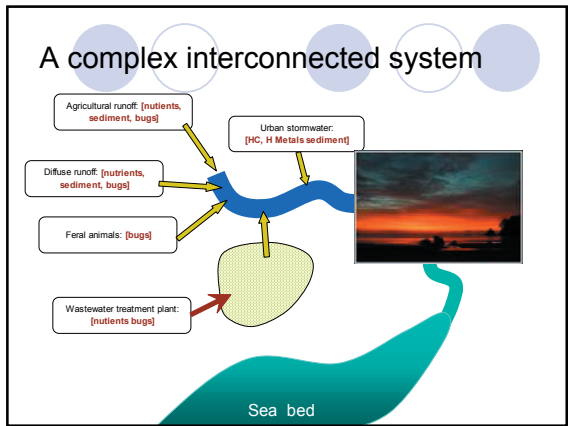 A complex interconnected system
Agricultural runoff: [nutients,
sediment, bugs]
Urban stormwater:
[HC, H Metals sediment]
Diffuse runoff: [nutrients,
sediment, bugs]
Feral animals: [bugs]
Wastewater treatment plant:
[nutients bugs]
Sea bed